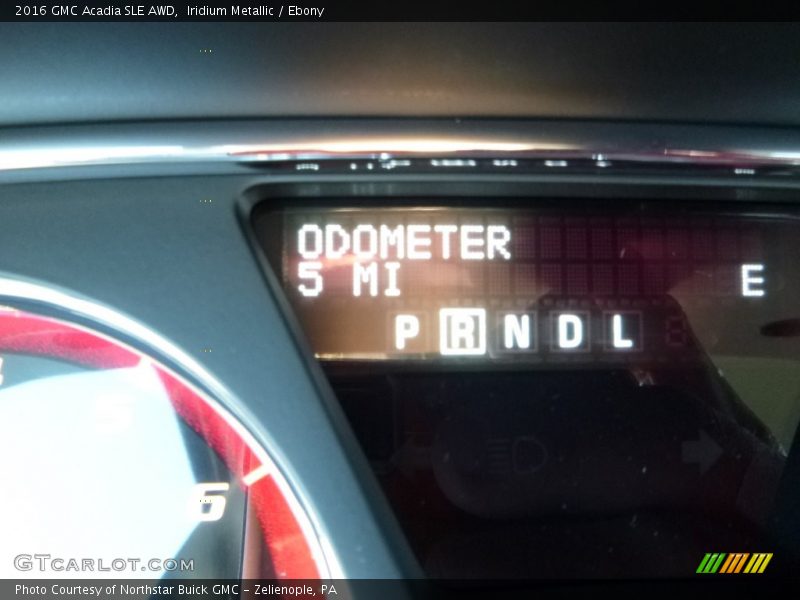 2016 GMC Acadia SLE AWD,  Iridium Metallic / Ebony
ODOMETER
5 MI E
P R N D L
6
GTCARLOT.COM
Photo Courtesy of Northstar Buick GMC - Zelienople, PA